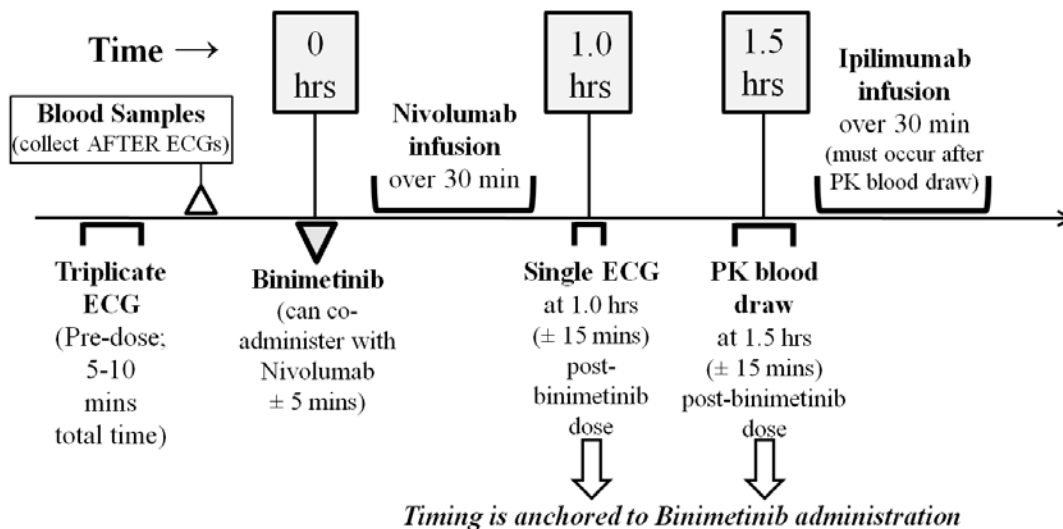 Time →
0
hrs
1.0
hrs
1.5
hrs
Blood Samples
(collect AFTER ECGs)
Nivolumab
infusion
over 30 min
Ipilimumab
infusion
over 30 min
(must occur after
PK blood draw)
Triplicate
ECG
(Pre-dose;
5-10
mins
total time)
Binimetinib
(can co-
administer with
Nivolumab
± 5 mins)
Single ECG
at 1.0 hrs
(± 15 mins)
post-
binimetinib
dose
PK blood
draw
at 1.5 hrs
(± 15 mins)
post-binimetinib
dose
Timing is anchored to Binimetinib administration